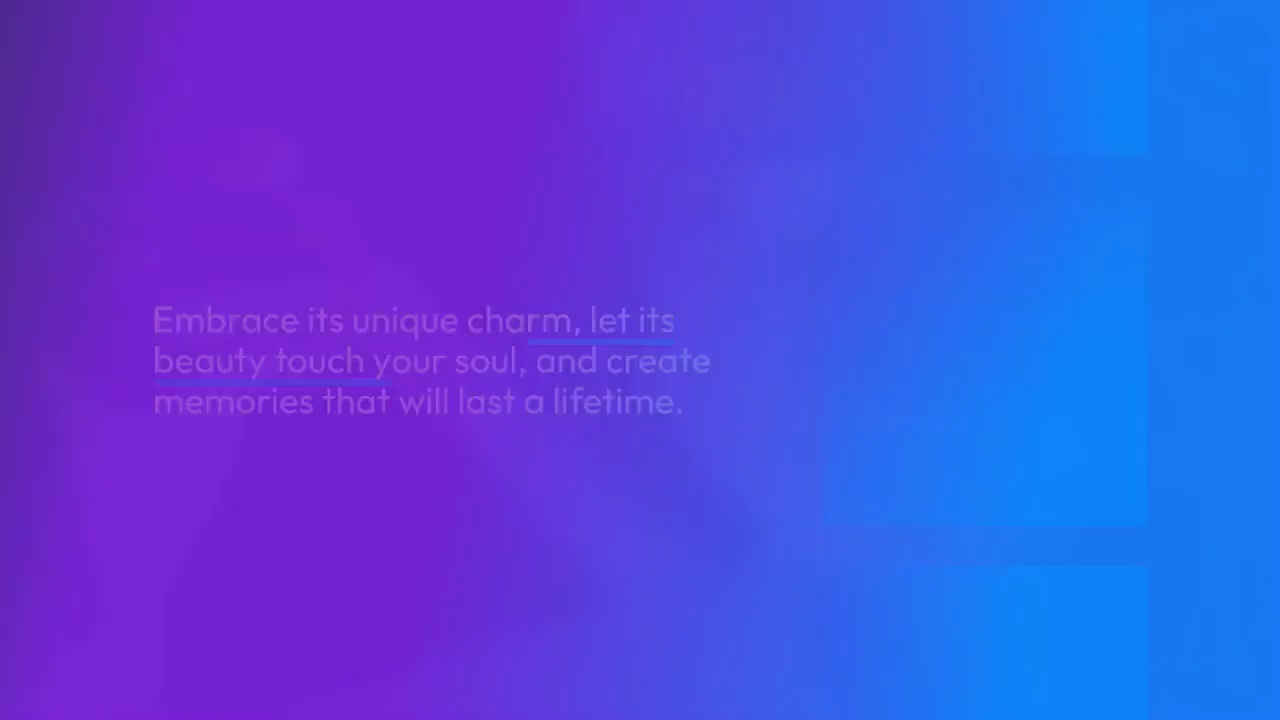 Embrace its unique charm, let its
beauty touch your soul, and create
memories that will last a lifetime.